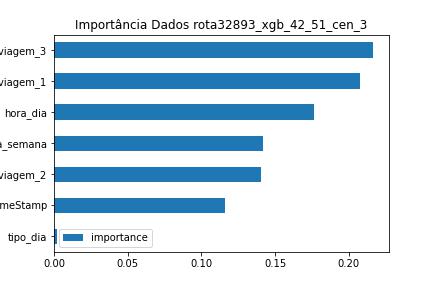 Importância Dados rota32893_xgb_42_51_cen_3
viagem_3
viagem_1
hora_dia
a_semana
viagem_2
meStamp
tipo_dia
importance
0.00 0.05 0.10 0.15 0.20